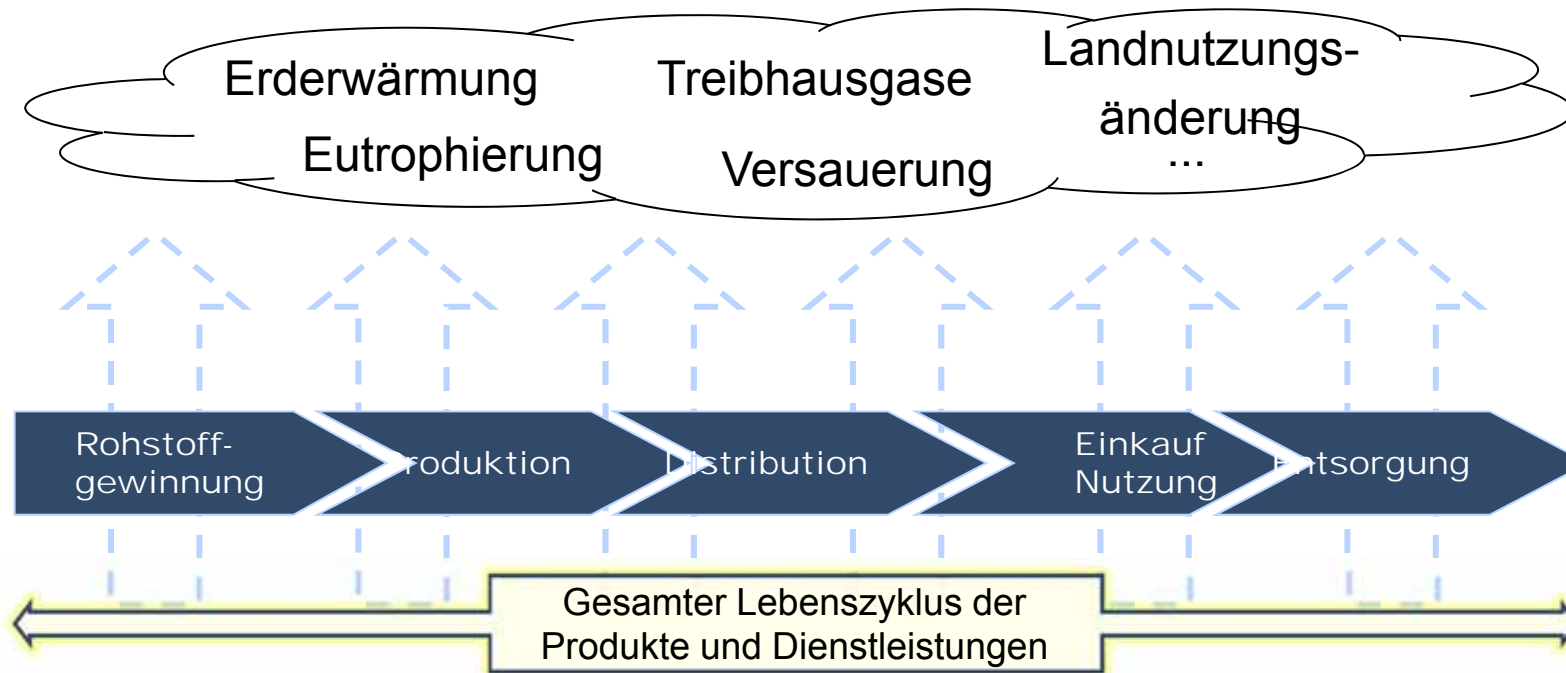 Erderwärmung
Treibhausgase
Landnutzungs-
änderung
Eutrophierung
Versauerung
...
Rohstoff-
gewinnung
Produktion
Distribution
Einkauf
Nutzung
Entsorgung
Gesamter Lebenszyklus der
Produkte und Dienstleistungen